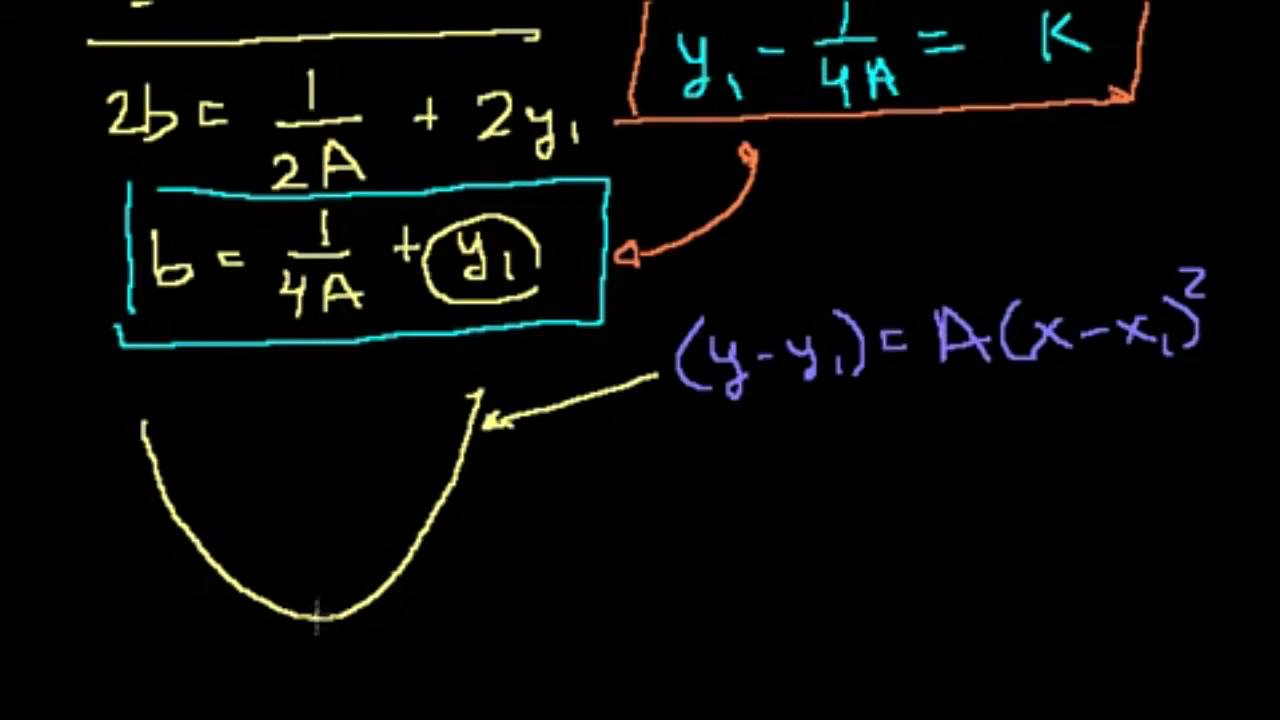 y₁ - 1/4A = K
2b = 1/2A + 2y₁
b = 1/4A + y₁
(y-y₁) = A(x-x₁)²